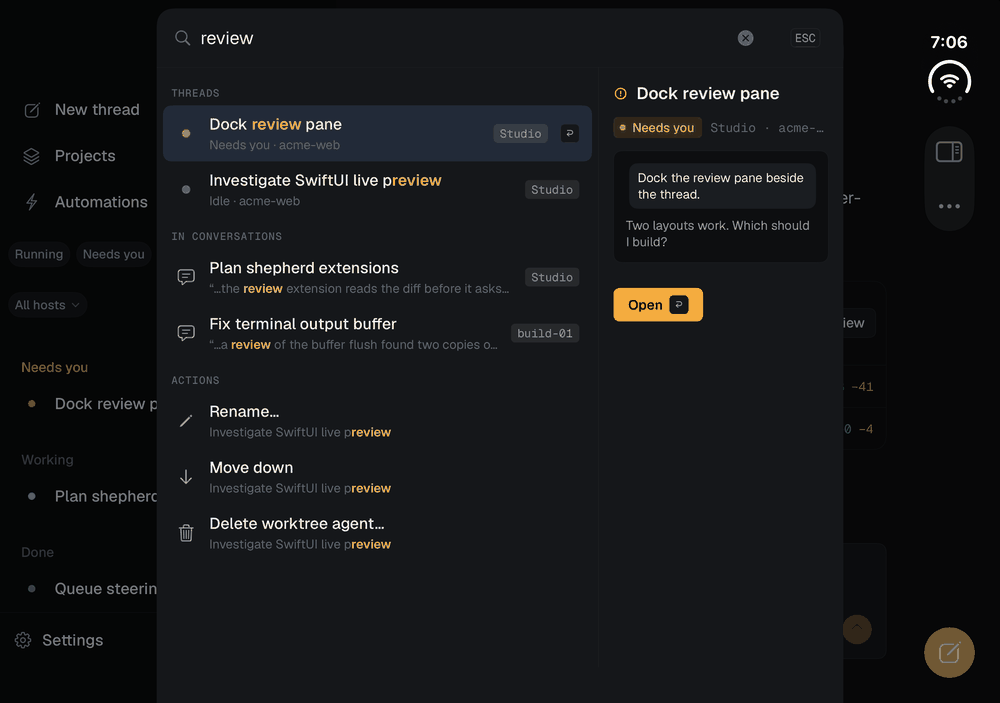 review
ESC
7:06
New thread
Projects
Automations
Running
Needs you
All hosts
Needs you
Dock review p
Working
Plan shepherd
Done
Queue steerin
Settings
THREADS
Dock review pane
Needs you · acme-web
Studio
Investigate SwiftUI live preview
Idle · acme-web
Studio
IN CONVERSATIONS
Plan shepherd extensions
“…the review extension reads the diff before it asks…
Studio
Fix terminal output buffer
“…a review of the buffer flush found two copies o…
build-01
ACTIONS
Rename…
Investigate SwiftUI live preview
Move down
Investigate SwiftUI live preview
Delete worktree agent…
Investigate SwiftUI live preview
Dock review pane
Needs you
Studio · acme-…
Dock the review pane beside
the thread.
Two layouts work. Which should
I build?
Open
er-
iew
−41
0 −4